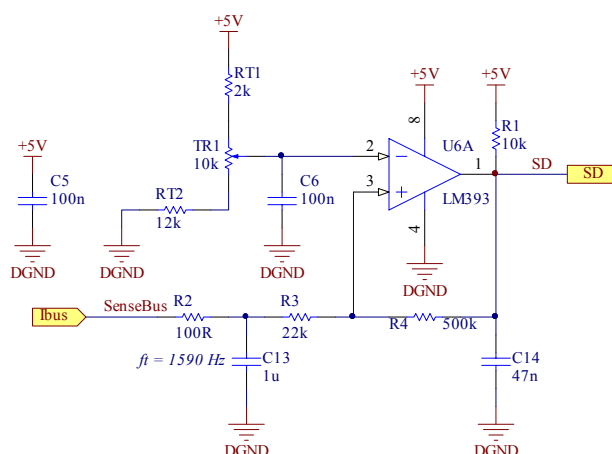 +5V
RT1
2k
+5V
+5V
8
R1
10k
U6A
TR1
10k
2
1
SD
SD
+5V
C5
100n
C6
100n
3
LM393
RT2
12k
4
DGND
DGND
DGND
DGND
Ibus
SenseBus
R2
100R
R3
22k
R4
500k
ft = 1590 Hz
C13
1u
C14
47n
DGND
DGND